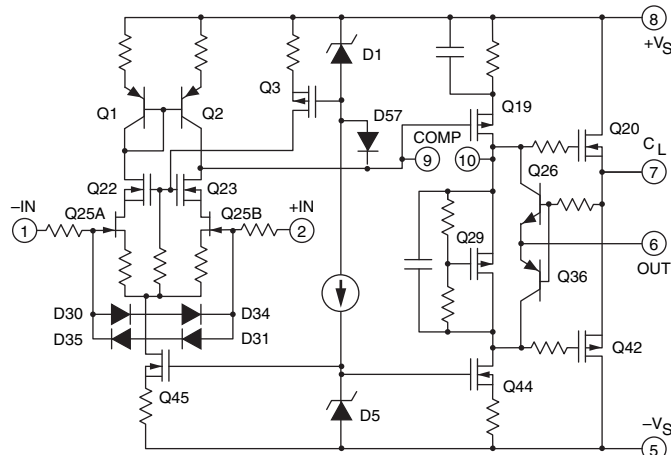 8
+VS
D1
Q3
Q1
Q2
Q19
D57
COMP
Q20
CL
9
10
Q26
7
Q22
Q23
–IN
Q25A
Q25B
+IN
1
2
Q29
6
OUT
Q36
D30
D34
D35
D31
Q42
Q45
Q44
D5
–VS
5